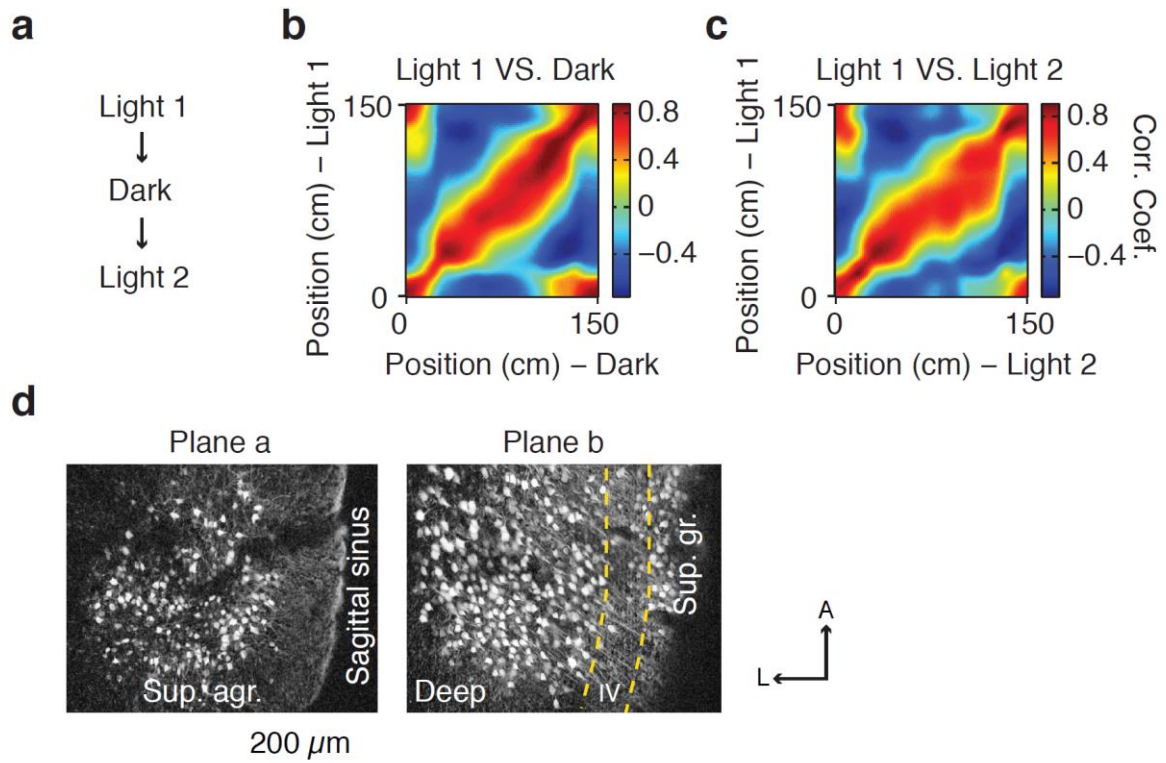 a
Light 1
↓
Dark
↓
Light 2
b
Light 1 VS. Dark
Position (cm) – Light 1
150
0
0
150
Position (cm) – Dark
0.8
0.4
0
−0.4
c
Light 1 VS. Light 2
Position (cm) – Light 1
150
0
0
150
Position (cm) – Light 2
0.8
0.4
0
−0.4
Corr. Coef.
d
Plane a
Sagittal sinus
Sup. agr.
200 µm
Plane b
Sup. gr.
Deep
IV
A
L